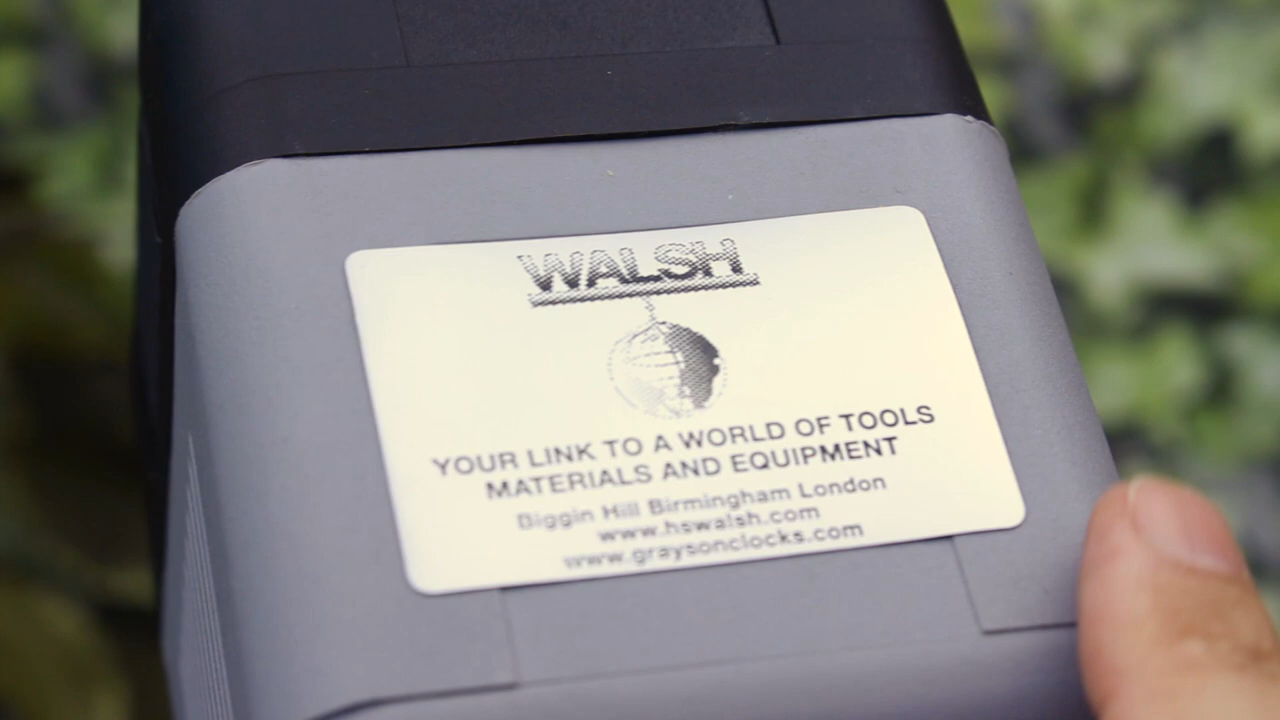 WALSH
YOUR LINK TO A WORLD OF TOOLS
MATERIALS AND EQUIPMENT
Biggin Hill Birmingham London
www.hswalsh.com
www.graysonclocks.com